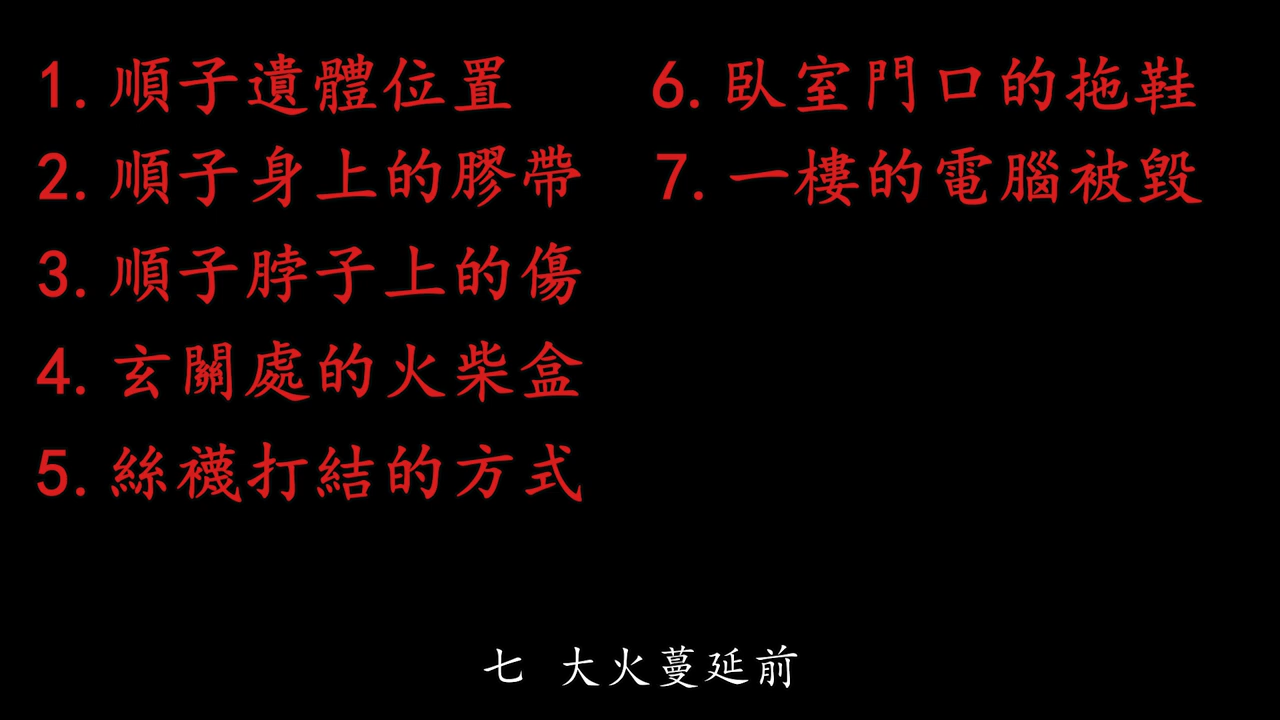 1.順子遺體位置
2.順子身上的膠帶
3.順子脖子上的傷
4.玄關處的火柴盒
5.絲襪打結的方式
6.臥室門口的拖鞋
7.一樓的電腦被毀
七 大火蔓延前